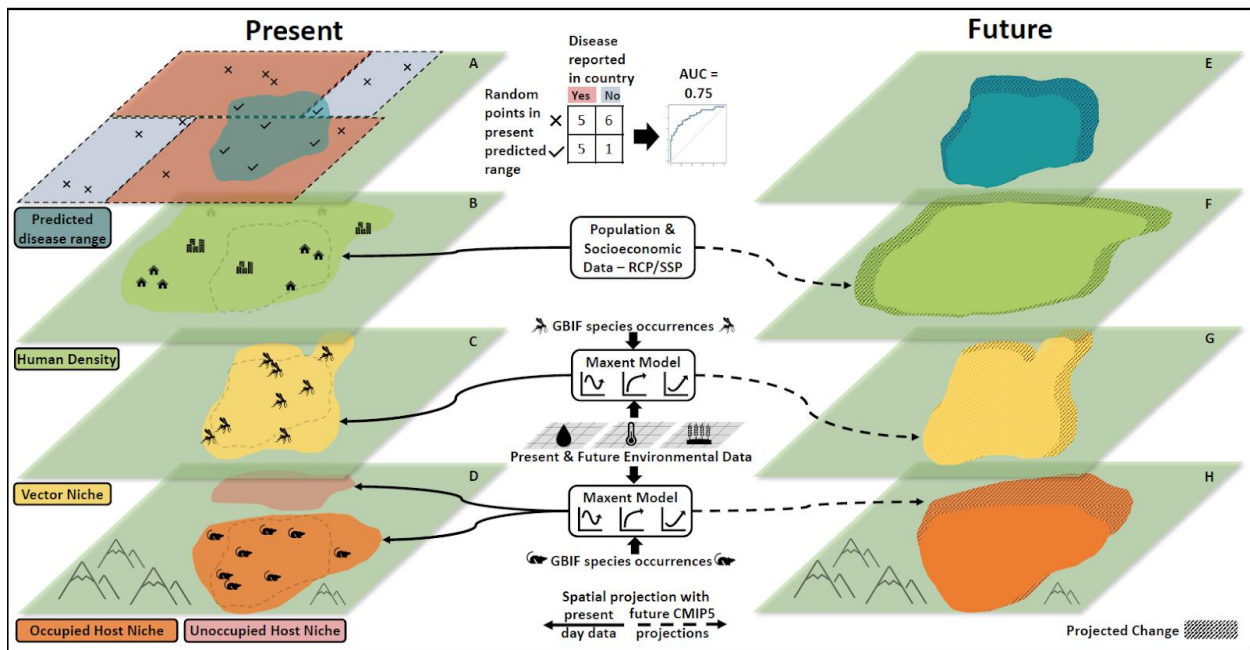 Present
Future
A
Disease
reported
in country
Yes No
Random
points in
present
predicted
range
5 6
5 1
AUC =
0.75
E
Predicted
disease range
B
Population &
Socioeconomic
Data – RCP/SSP
F
Human Density
C
GBIF species occurrences
Maxent Model
G
Present & Future Environmental Data
Vector Niche
D
Maxent Model
H
GBIF species occurrences
Spatial projection with
present future CMIP5
day data projections
Occupied Host Niche
Unoccupied Host Niche
Projected Change